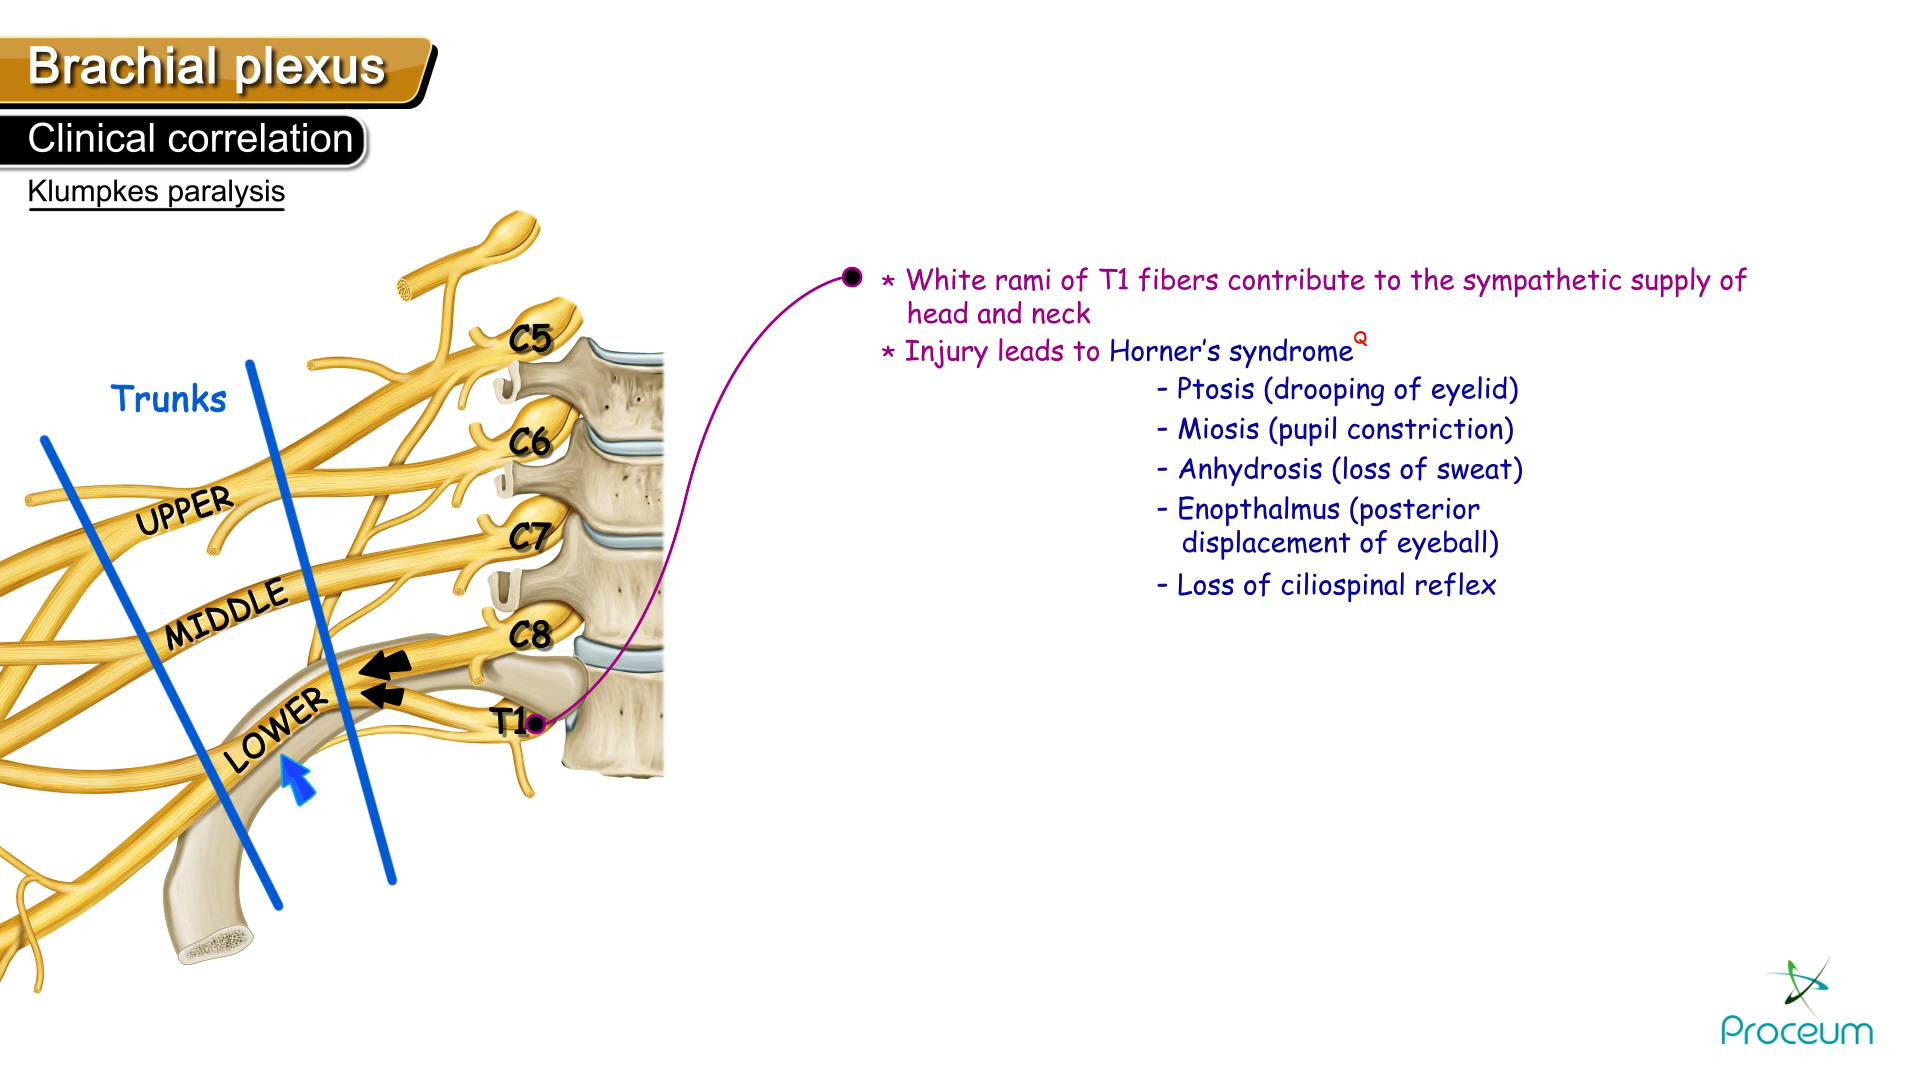 Brachial plexus
Clinical correlation
Klumpkes paralysis
Trunks
C5
C6
C7
C8
T1
UPPER
MIDDLE
LOWER
* White rami of T1 fibers contribute to the sympathetic supply of
head and neck
* Injury leads to Horner's syndrome Q
- Ptosis (drooping of eyelid)
- Miosis (pupil constriction)
- Anhydrosis (loss of sweat)
- Enopthalmus (posterior
displacement of eyeball)
- Loss of ciliospinal reflex
Proceum